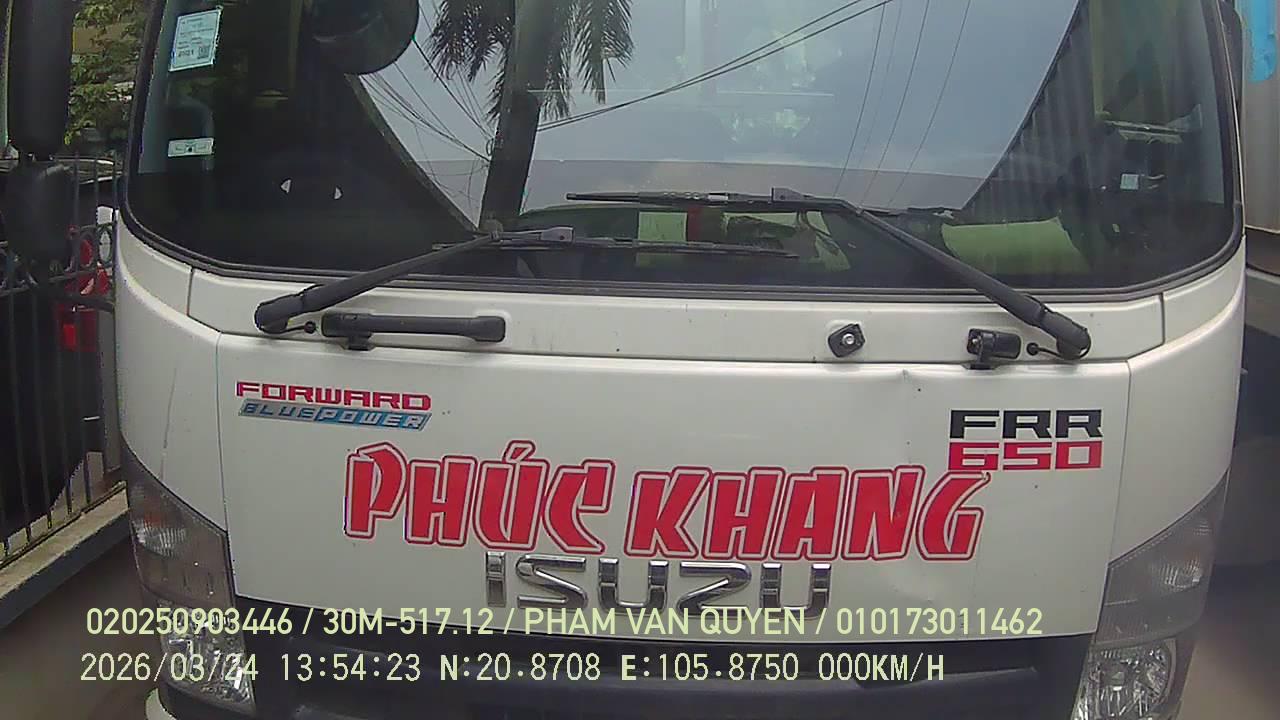 FORWARD
BLUEPOWER
FRR
650
PHÚC KHANG
ISUZU
020250903446 / 30M-517.12 / PHAM VAN QUYEN / 010173011462
2026/03/24 13:54:23 N:20.8708 E:105.8750 000KM/H